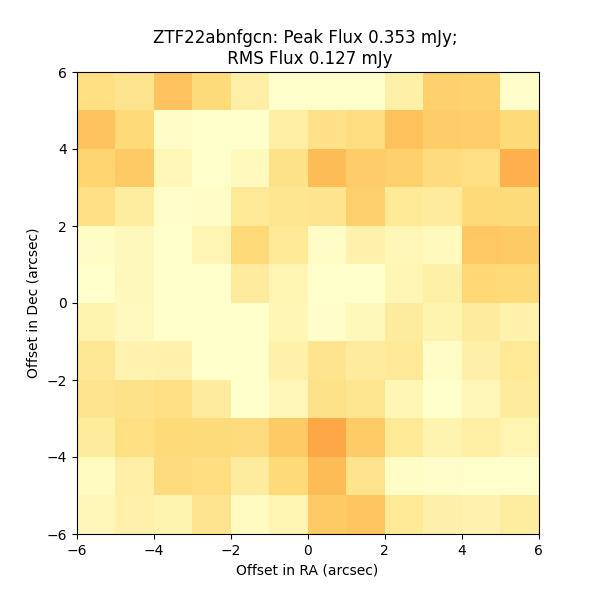 ZTF22abnfgcn: Peak Flux 0.353 mJy;
RMS Flux 0.127 mJy
6
4
2
0
−2
−4
−6
Offset in Dec (arcsec)
−6 −4 −2 0 2 4 6
Offset in RA (arcsec)